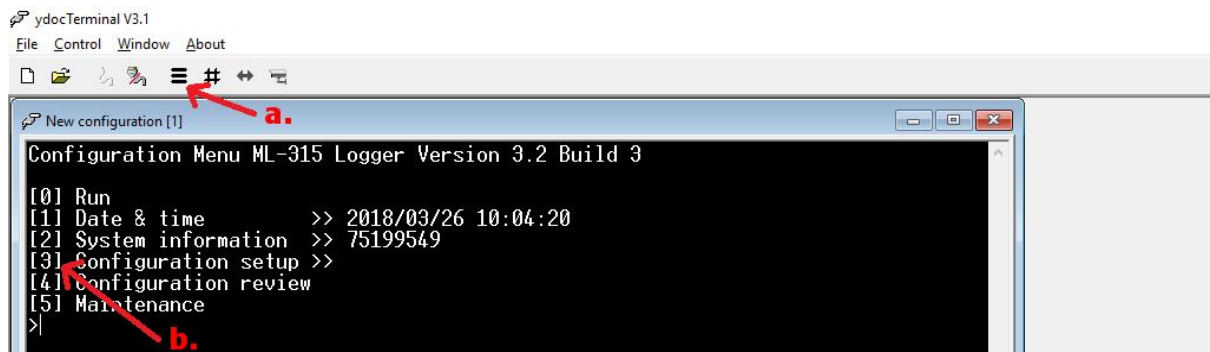 ydocTerminal V3.1
File Control Window About
a.
New configuration [1]
Configuration Menu ML-315 Logger Version 3.2 Build 3
[0] Run
[1] Date & time >> 2018/03/26 10:04:20
[2] System information >> 75199549
[3] Configuration setup >>
[4] Configuration review
[5] Maintenance
>
b.